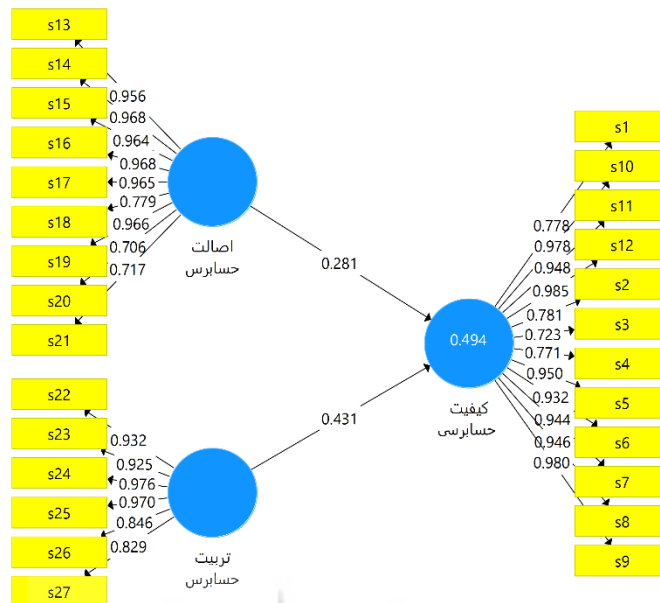 s13
s14
s15
s16
s17
s18
s19
s20
s21
0.956
0.968
0.964
0.968
0.965
0.779
0.966
0.706
0.717
اصالت
حسابرس
s22
s23
s24
s25
s26
s27
0.932
0.925
0.976
0.970
0.846
0.829
تربیت
حسابرس
0.281
0.431
0.494
کیفیت
حسابرسی
0.778
0.978
0.948
0.985
0.781
0.723
0.771
0.950
0.932
0.944
0.946
0.980
s1
s10
s11
s12
s2
s3
s4
s5
s6
s7
s8
s9